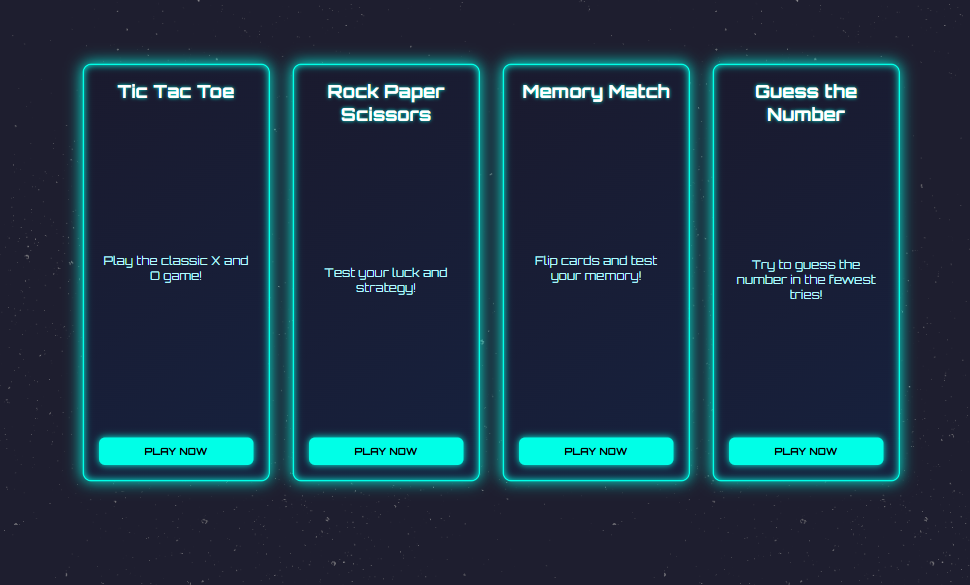 Tic Tac Toe
Play the classic X and
O game!
PLAY NOW
Rock Paper
Scissors
Test your luck and
strategy!
PLAY NOW
Memory Match
Flip cards and test
your memory!
PLAY NOW
Guess the
Number
Try to guess the
number in the fewest
tries!
PLAY NOW